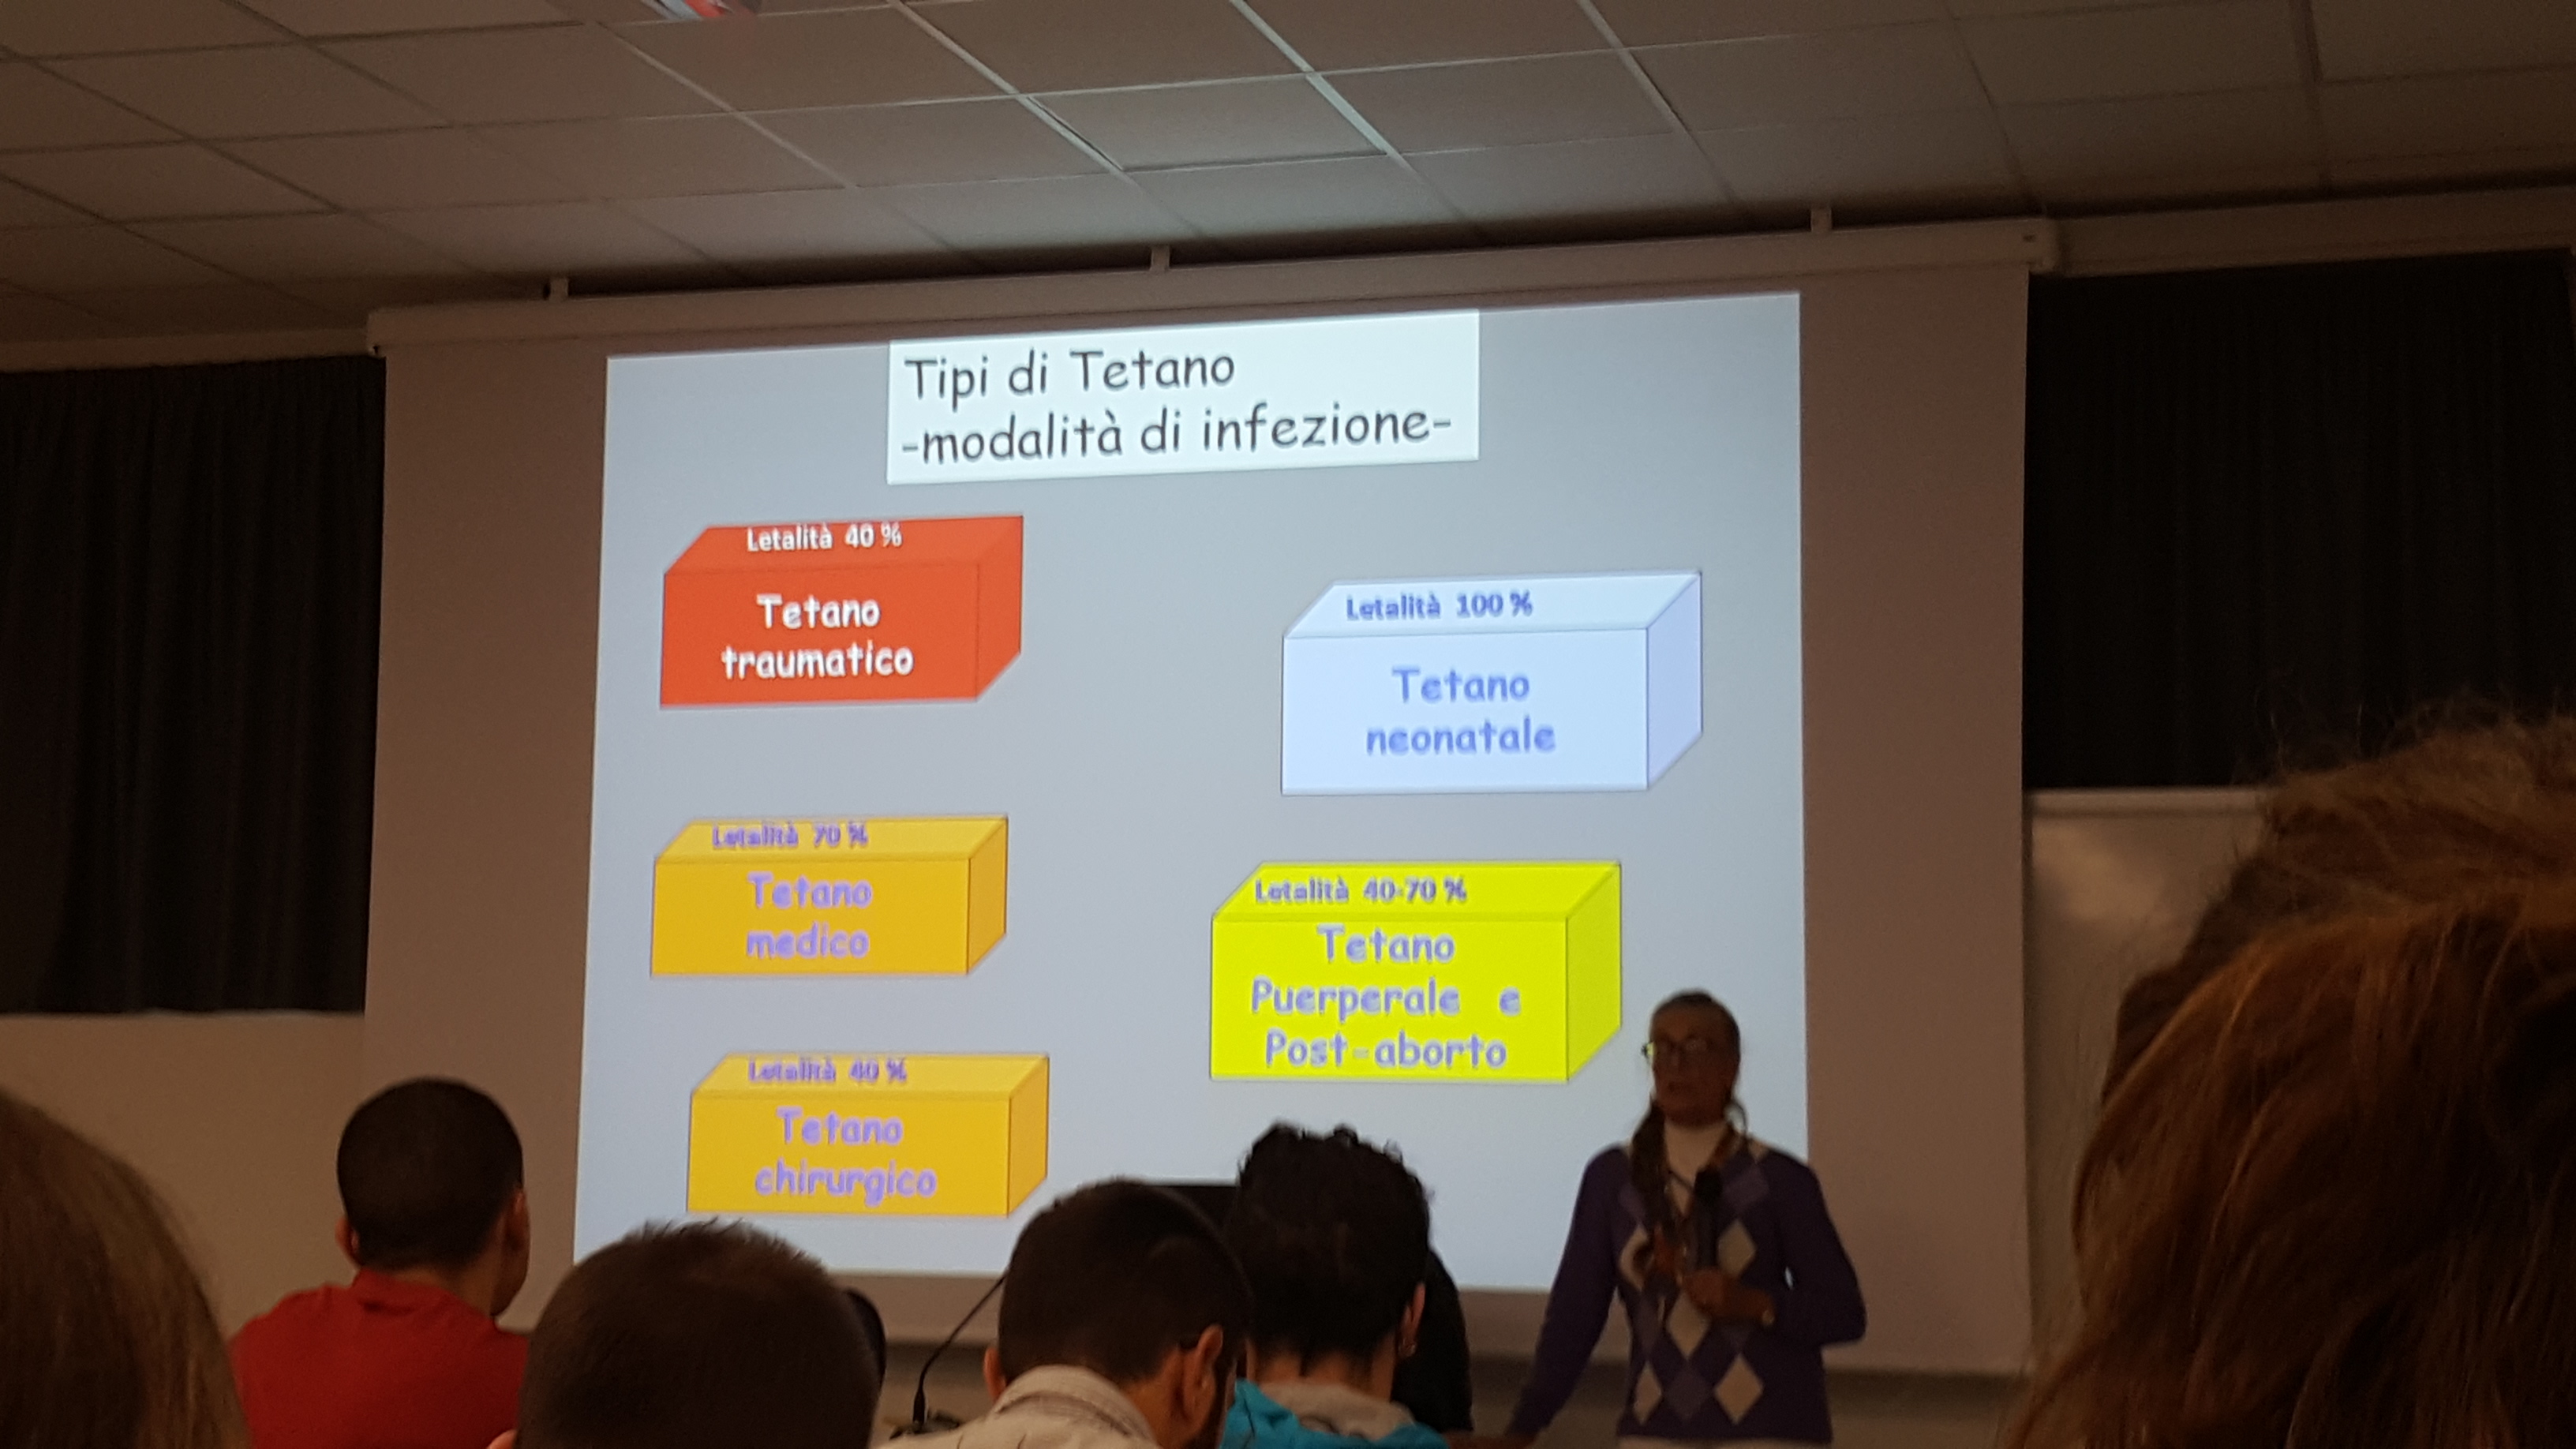 Tipi di Tetano
-modalità di infezione-
Letalità 40 %
Tetano
traumatico
Letalità 100 %
Tetano
neonatale
Letalità 70 %
Tetano
medico
Letalità 40-70 %
Tetano
Puerperale e
Post-aborto
Letalità 40 %
Tetano
chirurgico